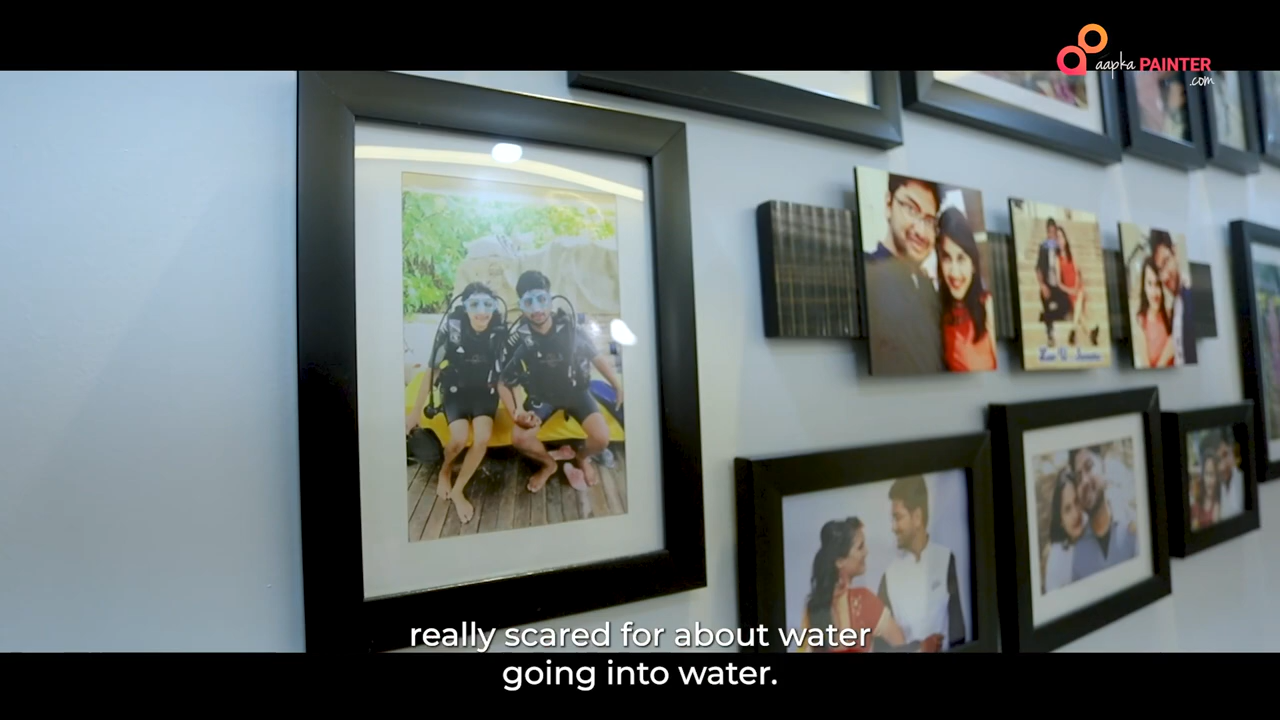 aapka PAINTER
.com
really scared for about water
going into water.